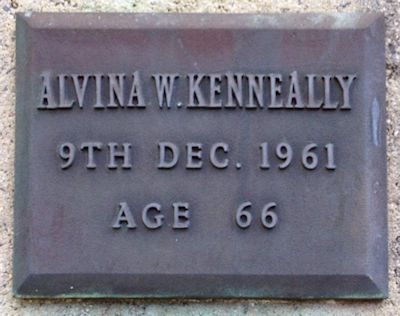 ALVINA W. KENNEALLY
9TH DEC. 1961
AGE 66